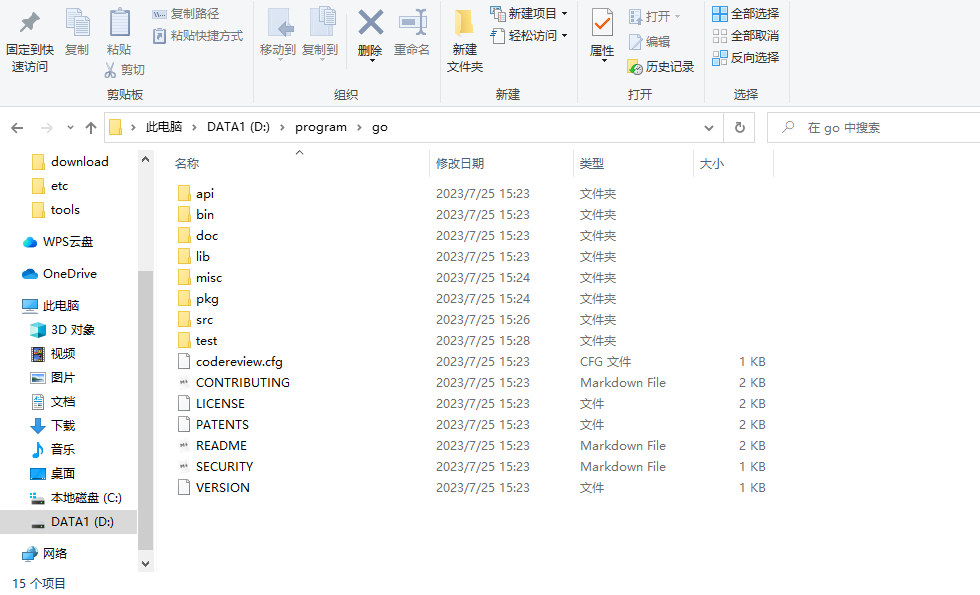 固定到快速访问
复制
粘贴
复制路径
粘贴快捷方式
剪切
剪贴板
移动到
复制到
删除
重命名
组织
新建文件夹
新建项目
轻松访问
新建
属性
打开
编辑
历史记录
打开
全部选择
全部取消
反向选择
选择
此电脑 DATA1 (D:) program go
在 go 中搜索
download
etc
tools
WPS云盘
OneDrive
此电脑
3D 对象
视频
图片
文档
下载
音乐
桌面
本地磁盘 (C:)
DATA1 (D:)
网络
名称 修改日期 类型 大小
api 2023/7/25 15:23 文件夹
bin 2023/7/25 15:23 文件夹
doc 2023/7/25 15:23 文件夹
lib 2023/7/25 15:23 文件夹
misc 2023/7/25 15:24 文件夹
pkg 2023/7/25 15:24 文件夹
src 2023/7/25 15:26 文件夹
test 2023/7/25 15:28 文件夹
codereview.cfg 2023/7/25 15:23 CFG 文件 1 KB
CONTRIBUTING 2023/7/25 15:23 Markdown File 2 KB
LICENSE 2023/7/25 15:23 文件 2 KB
PATENTS 2023/7/25 15:23 文件 2 KB
README 2023/7/25 15:23 Markdown File 2 KB
SECURITY 2023/7/25 15:23 Markdown File 1 KB
VERSION 2023/7/25 15:23 文件 1 KB
15 个项目